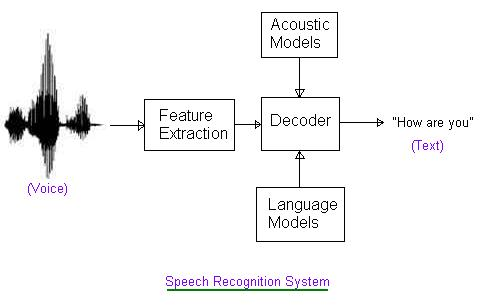 Acoustic
Models
Feature
Extraction
Decoder
"How are you"
(Text)
(Voice)
Language
Models
Speech Recognition System